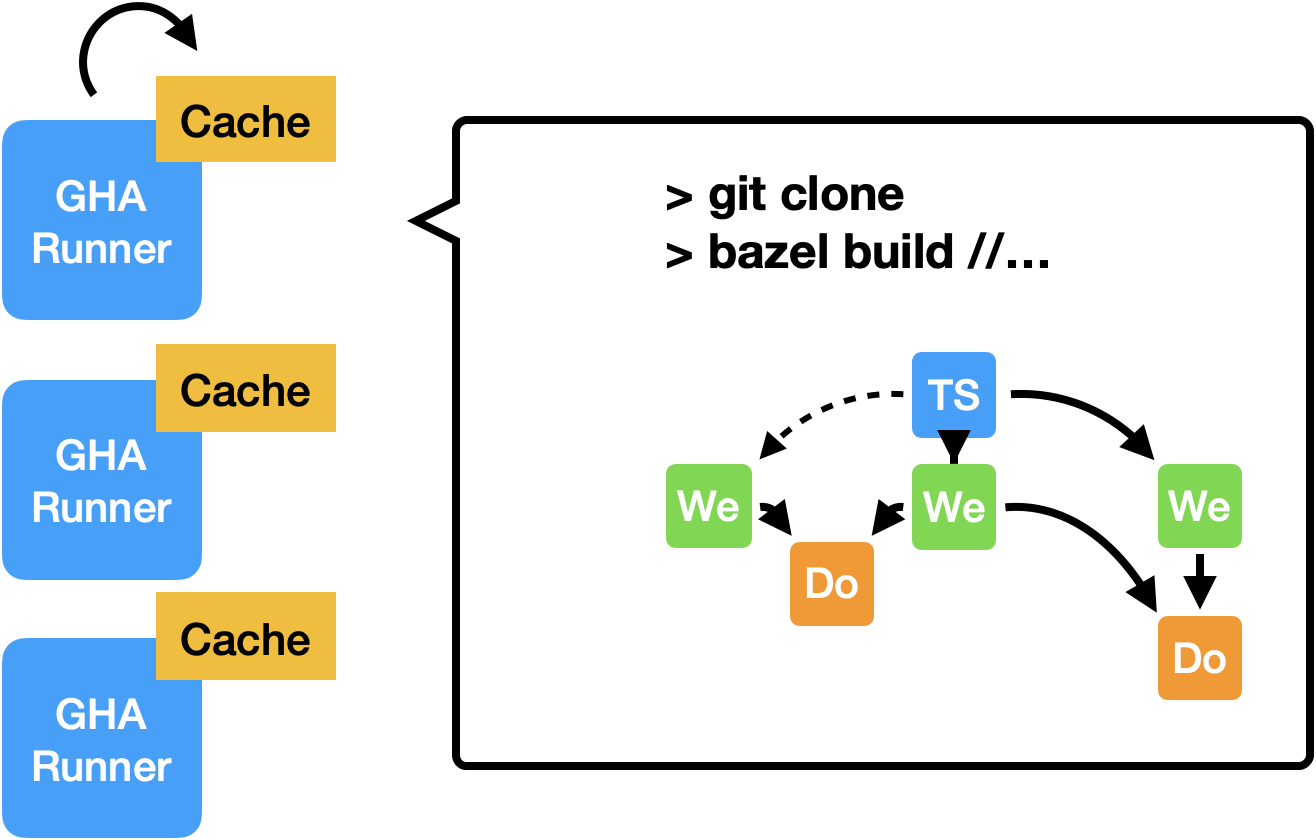 Cache
GHA
Runner
Cache
GHA
Runner
Cache
GHA
Runner
> git clone
> bazel build //…
TS
We
We
We
Do
Do